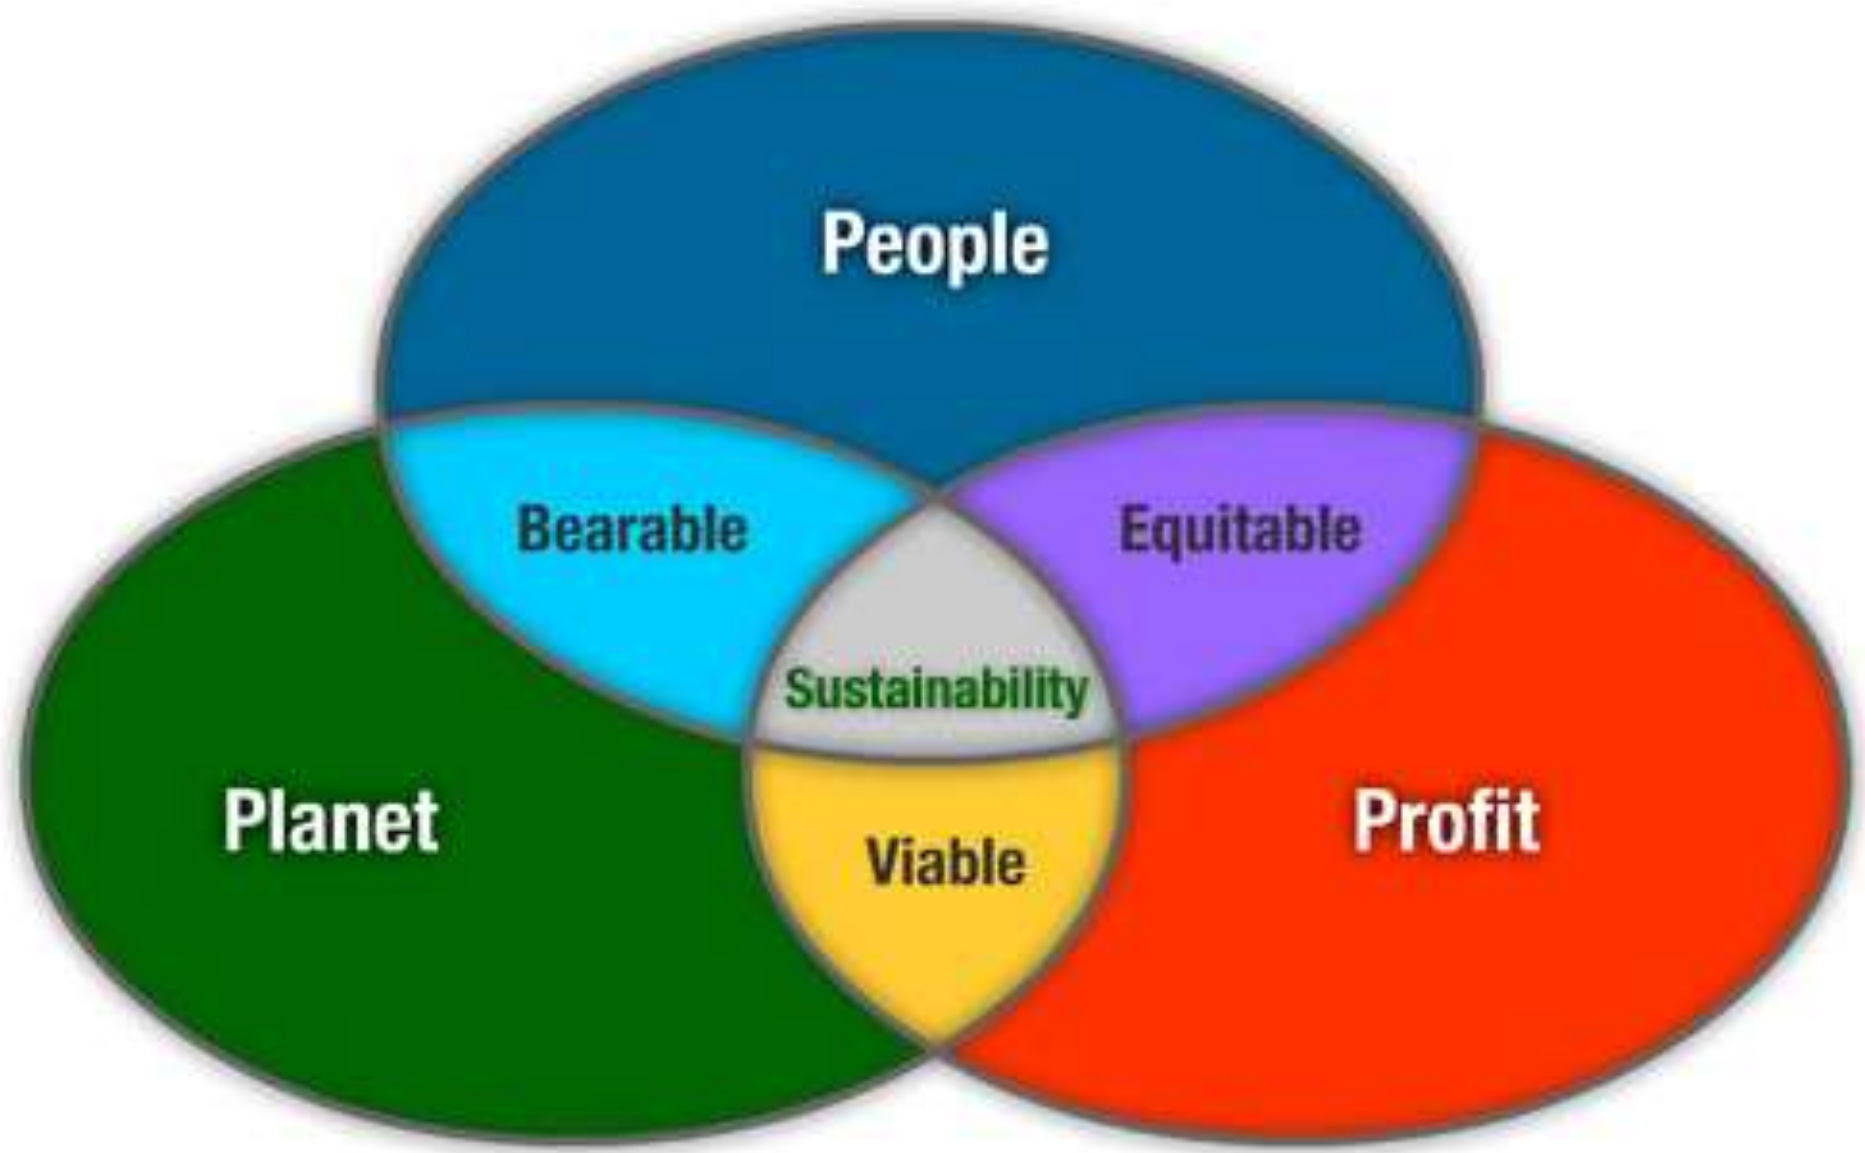 People
Bearable
Equitable
Sustainability
Planet
Profit
Viable